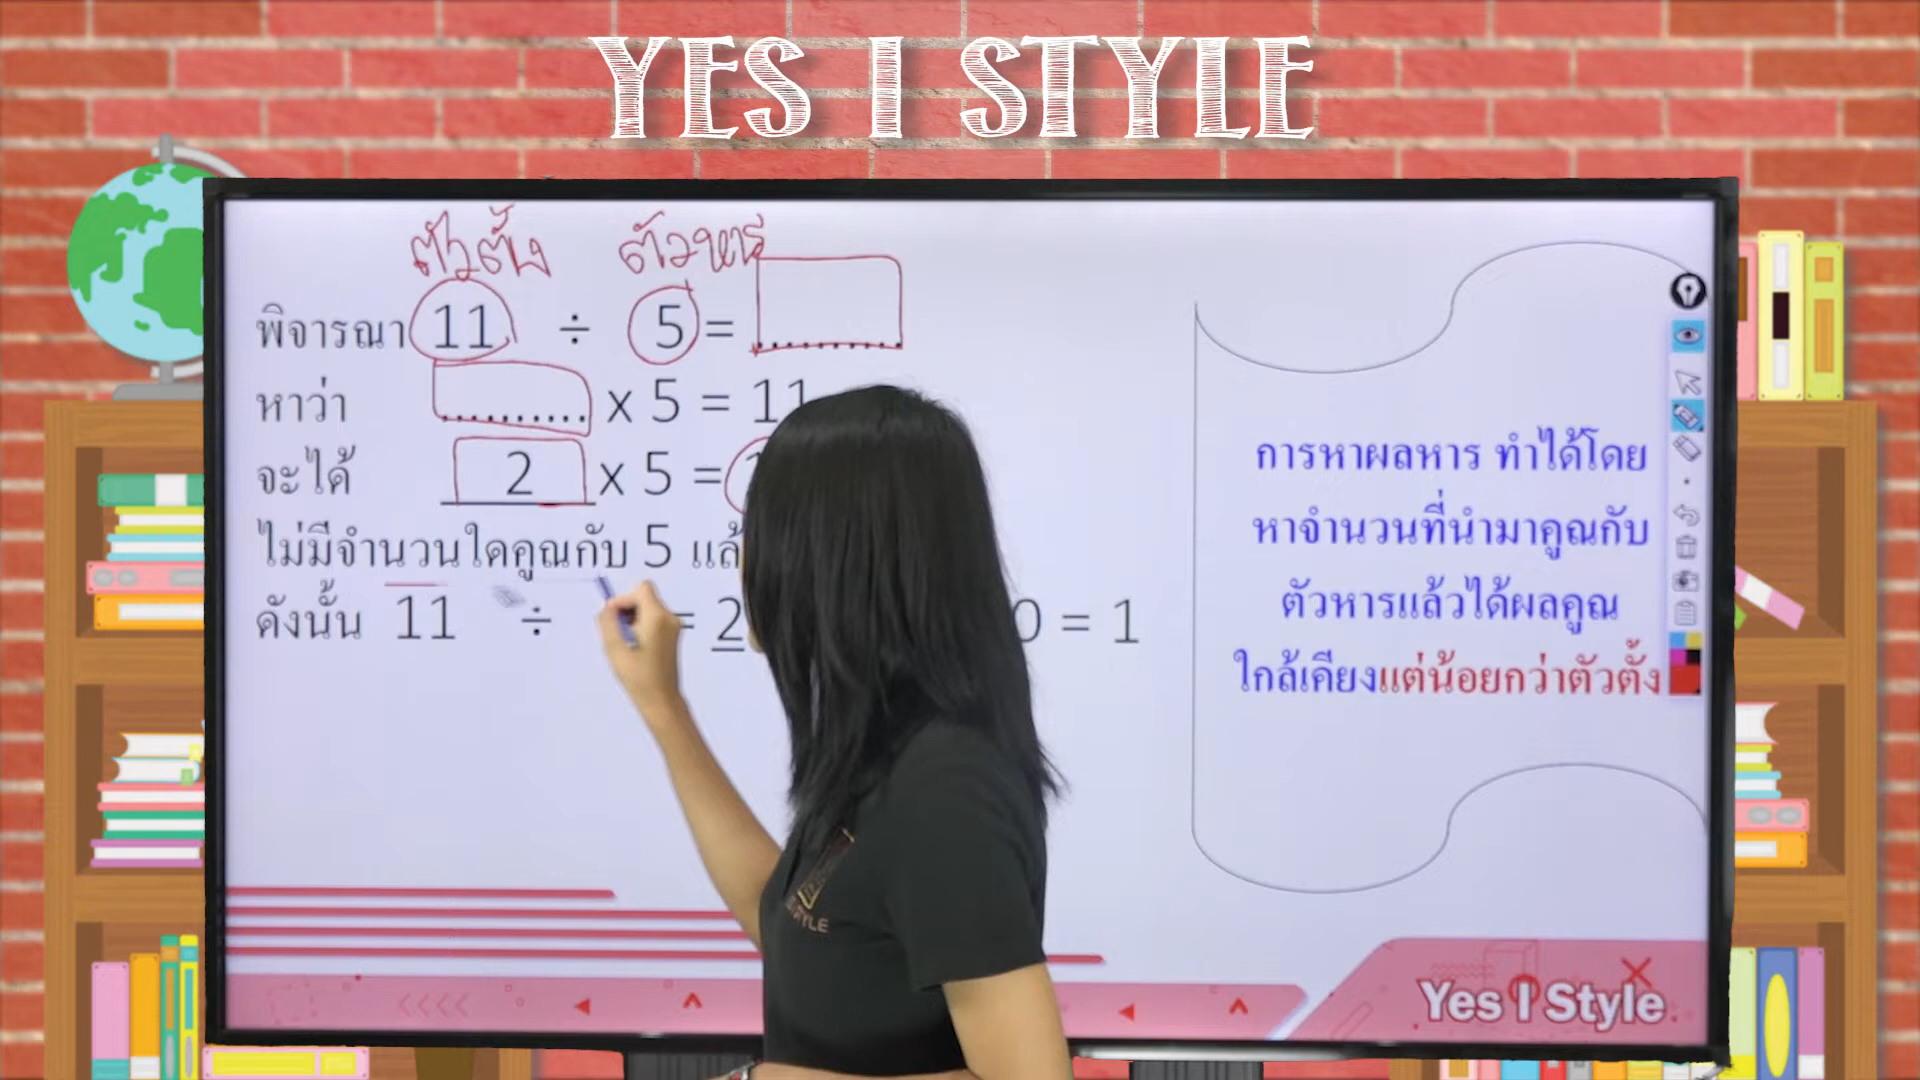 YES I STYLE
ตัวตั้ง ตัวหาร
พิจารณา 11 ÷ 5 = ..........
หาว่า .......... x 5 = 11
จะได้ 2 x 5 =
ไม่มีจำนวนใดคูณกับ 5
ดังนั้น 11 ÷ = 2 0 = 1
การหาผลหาร ทำได้โดย
หาจำนวนที่นำมาคูณกับ
ตัวหารแล้วได้ผลคูณ
ใกล้เคียงแต่น้อยกว่าตัวตั้ง
Yes I Style